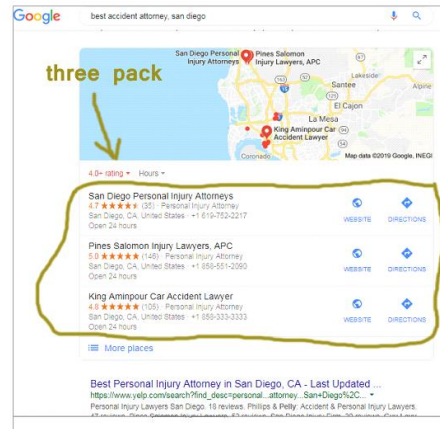 Google best accident attorney, san diego
San Diego Personal Injury Attorneys
Pines Salomon Injury Lawyers, APC
Lakeside
Santee
Alpine
El Cajon
La Mesa
King Aminpour Car Accident Lawyer
Coronado
Map data ©2019 Google, INEGI
three pack
4.0+ rating Hours
San Diego Personal Injury Attorneys
4.7 (35) · Personal Injury Attorney
San Diego, CA, United States · +1 619-752-2217
Open 24 hours
WEBSITE DIRECTIONS
Pines Salomon Injury Lawyers, APC
5.0 (146) · Personal Injury Attorney
San Diego, CA, United States · +1 858-551-2090
Open 24 hours
WEBSITE DIRECTIONS
King Aminpour Car Accident Lawyer
4.8 (105) · Personal Injury Attorney
San Diego, CA, United States · +1 858-333-3333
Open 24 hours
WEBSITE DIRECTIONS
More places
Best Personal Injury Attorney in San Diego, CA - Last Updated ...
https://www.yelp.com/search?find_desc=personal...attorney...San+Diego%2C...
Personal Injury Lawyers San Diego. 16 reviews. Phillips & Pelly. Accident & Personal Injury Lawyers.